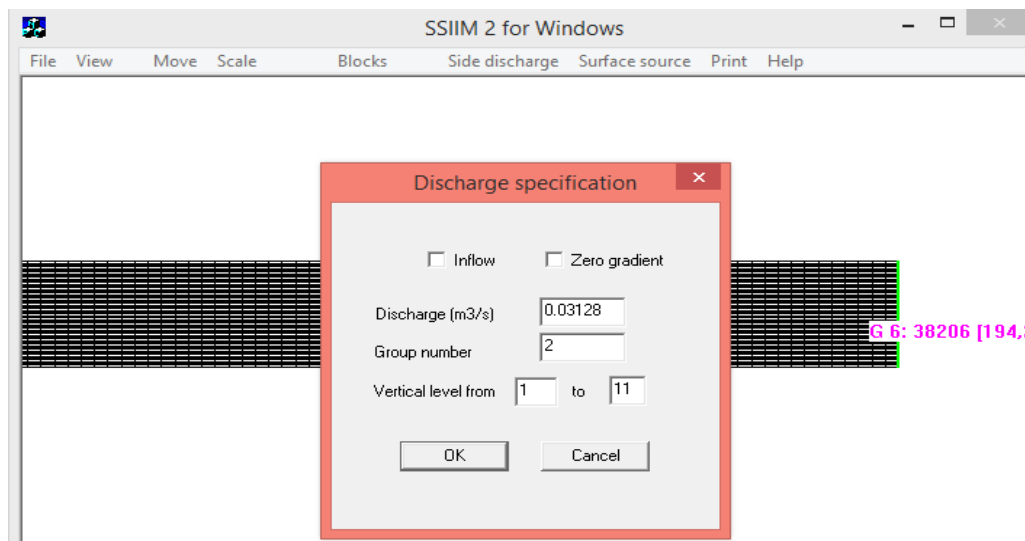 SSIIM 2 for Windows
File View Move Scale Blocks Side discharge Surface source Print Help
Discharge specification
Inflow Zero gradient
Discharge (m3/s) 0.03128
Group number 2
Vertical level from 1 to 11
OK Cancel
G 6: 38206 [194,